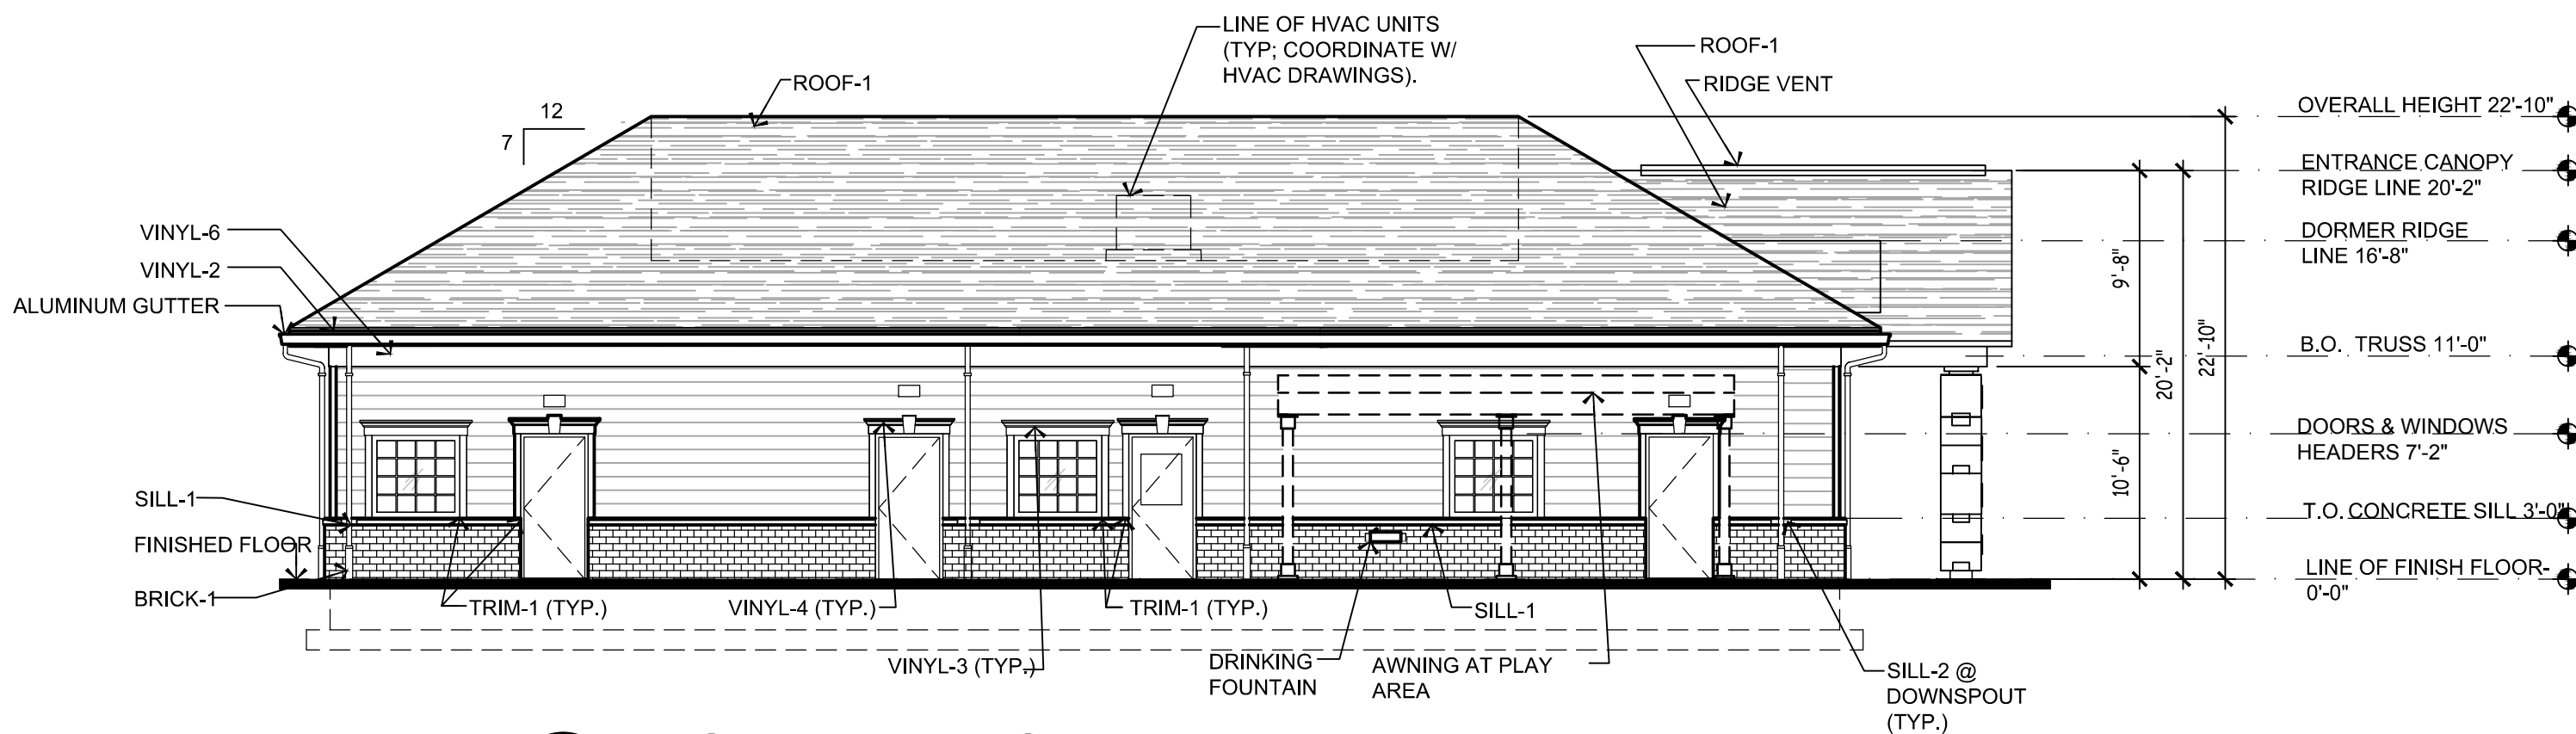 LINE OF HVAC UNITS
(TYP; COORDINATE W/
HVAC DRAWINGS).
ROOF-1
RIDGE VENT
ROOF-1
12
7
OVERALL HEIGHT 22'-10"
ENTRANCE CANOPY
RIDGE LINE 20'-2"
DORMER RIDGE
LINE 16'-8"
B.O. TRUSS 11'-0"
DOORS & WINDOWS
HEADERS 7'-2"
T.O. CONCRETE SILL 3'-0"
LINE OF FINISH FLOOR-
0'-0"
9'-8"
10'-6"
20'-2"
22'-10"
VINYL-6
VINYL-2
ALUMINUM GUTTER
SILL-1
FINISHED FLOOR
BRICK-1
TRIM-1 (TYP.)
VINYL-4 (TYP.)
TRIM-1 (TYP.)
SILL-1
VINYL-3 (TYP.)
DRINKING
FOUNTAIN
AWNING AT PLAY
AREA
SILL-2 @
DOWNSPOUT
(TYP.)